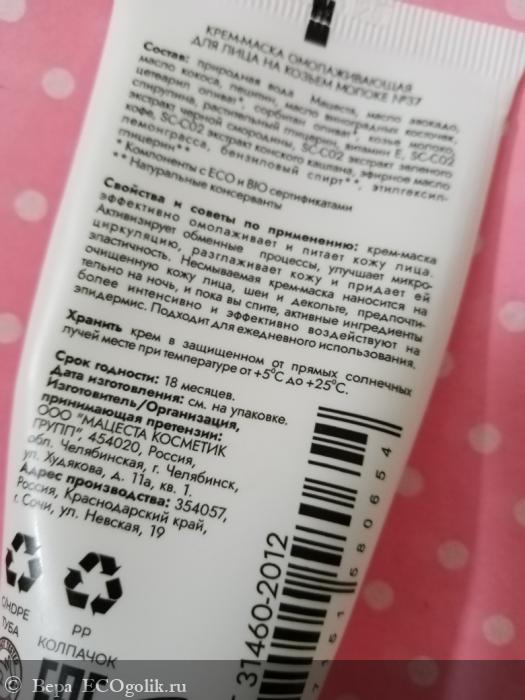 КРЕМ-МАСКА ОМОЛАЖИВАЮЩАЯ
ДЛЯ ЛИЦА НА КОЗЬЕМ МОЛОКЕ №37
Состав: природная вода Мацеста, масло авокадо,
масло кокоса, пептин, масло виноградных косточек,
цетеарил оливат*, сорбитан оливат*, козье молоко,
спирулина, растительный глицерин, витамин Е, SC-CO2
экстракт черной смородины, SC-CO2 экстракт зеленого
кофе, SC-CO2 экстракт конского каштана, эфирное масло
лемонграсса, бензиловый спирт**, этилгексил-
глицерин**
* Компоненты с ECO и BIO сертификатами
** Натуральные консерванты
Свойства и советы по применению: крем-маска
эффективно омолаживает и питает кожу лица.
Активизирует обменные процессы, улучшает микро-
циркуляцию, разглаживает кожу и придает ей
эластичность. Несмываемая крем-маска наносится на
очищенную кожу лица, шеи и декольте, предпочти-
тельно на ночь, и пока вы спите, активные ингредиенты
более интенсивно и эффективно воздействуют на
эпидермис. Подходит для ежедневного использования.
Хранить крем в защищенном от прямых солнечных
лучей месте при температуре от +5°C до +25°C.
Срок годности: 18 месяцев.
Дата изготовления: см. на упаковке.
Изготовитель/Организация,
принимающая претензии:
ООО "МАЦЕСТА КОСМЕТИК
ГРУПП", 454020, Россия,
обл. Челябинская, г. Челябинск,
ул. Худякова, д. 11а, кв. 1.
Адрес производства: 354057,
Россия, Краснодарский край,
г. Сочи, ул. Невская, 19
31460-2012
580654
PP
КОЛПАЧОК
ТУБА
EAC
© Вера ECOgolik.ru